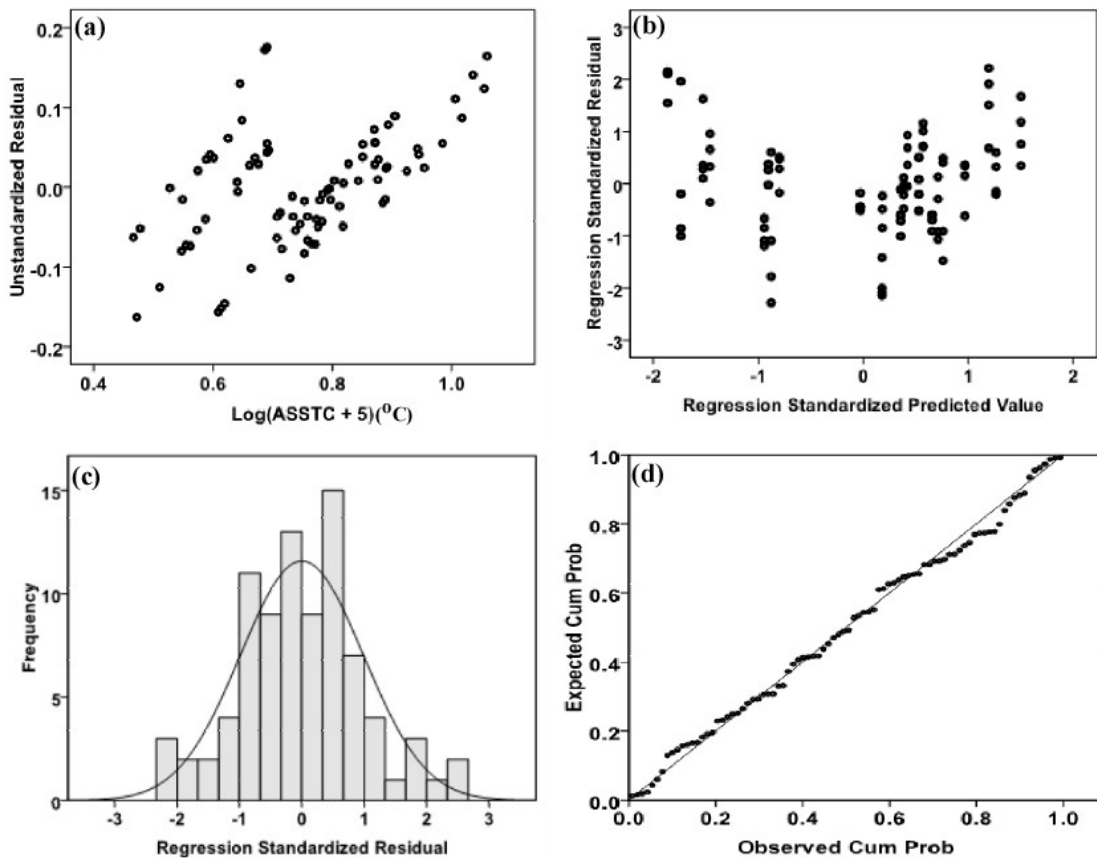 (a)
Unstandardized Residual
0.2
0.1
0.0
-0.1
-0.2
0.4 0.6 0.8 1.0
Log(ASSTC + 5)(°C)
(b)
Regression Standardized Residual
3
2
1
0
-1
-2
-3
-2 -1 0 1 2
Regression Standardized Predicted Value
(c)
Frequency
15
10
5
0
-3 -2 -1 0 1 2 3
Regression Standardized Residual
(d)
Expected Cum Prob
1.0
0.8
0.6
0.4
0.2
0.0
0.0 0.2 0.4 0.6 0.8 1.0
Observed Cum Prob